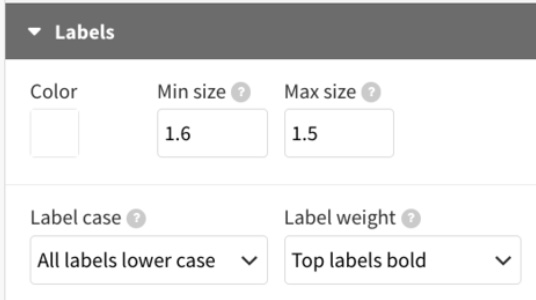 Labels
Color Min size ? Max size ?
1.6 1.5
Label case ? Label weight ?
All labels lower case Top labels bold